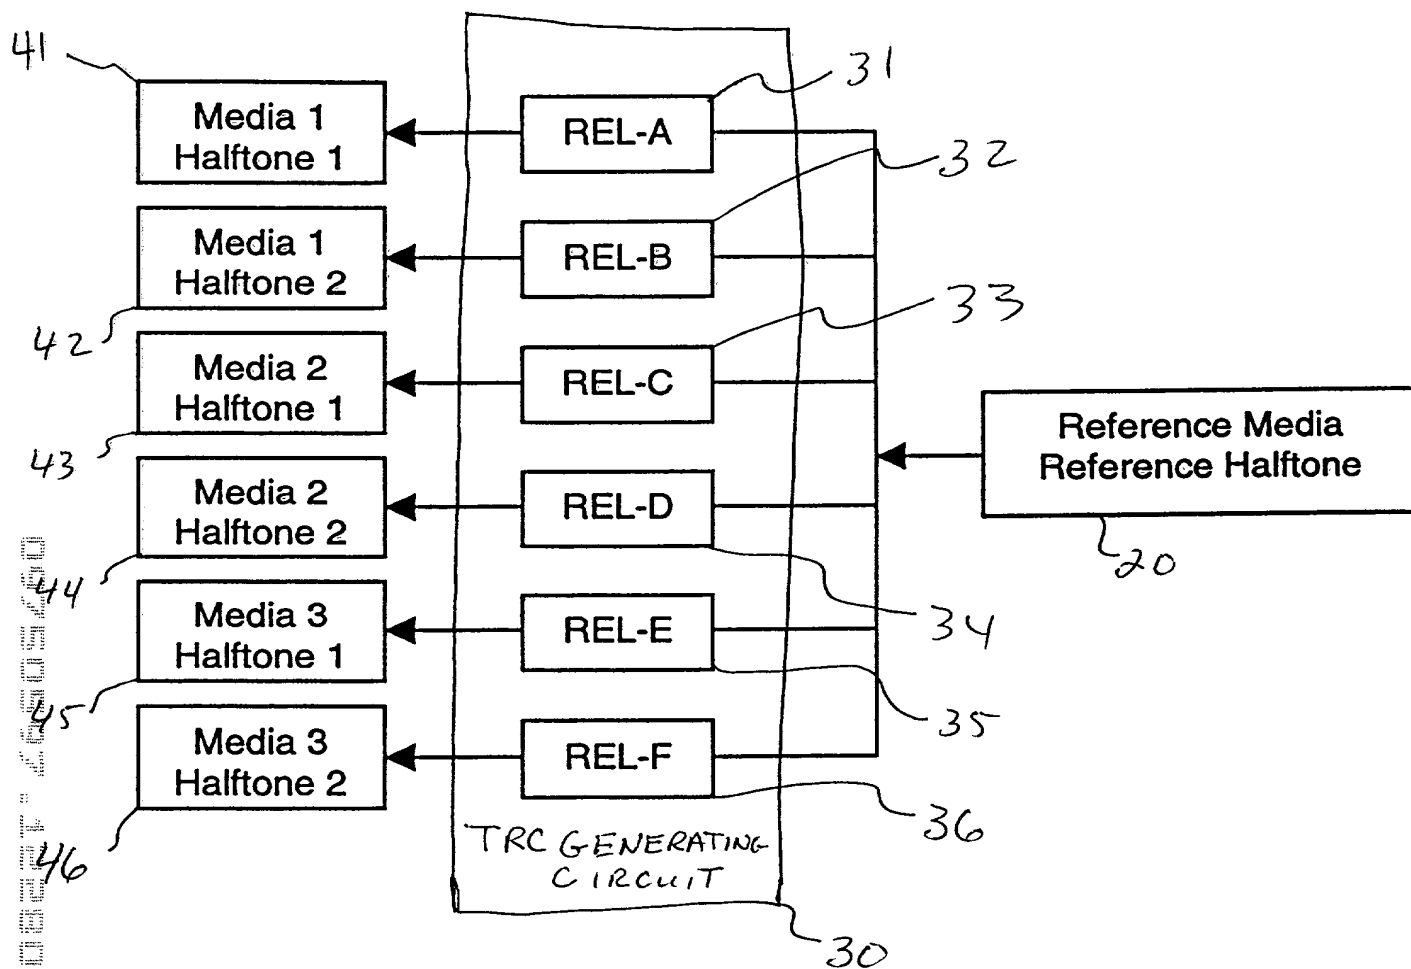 41
Media 1
Halftone 1
REL-A
31
Media 1
Halftone 2
42
REL-B
32
Media 2
Halftone 1
43
REL-C
33
Reference Media
Reference Halftone
20
Media 2
Halftone 2
44
REL-D
34
Media 3
Halftone 1
45
REL-E
35
Media 3
Halftone 2
46
REL-F
36
TRC GENERATING
CIRCUIT
30